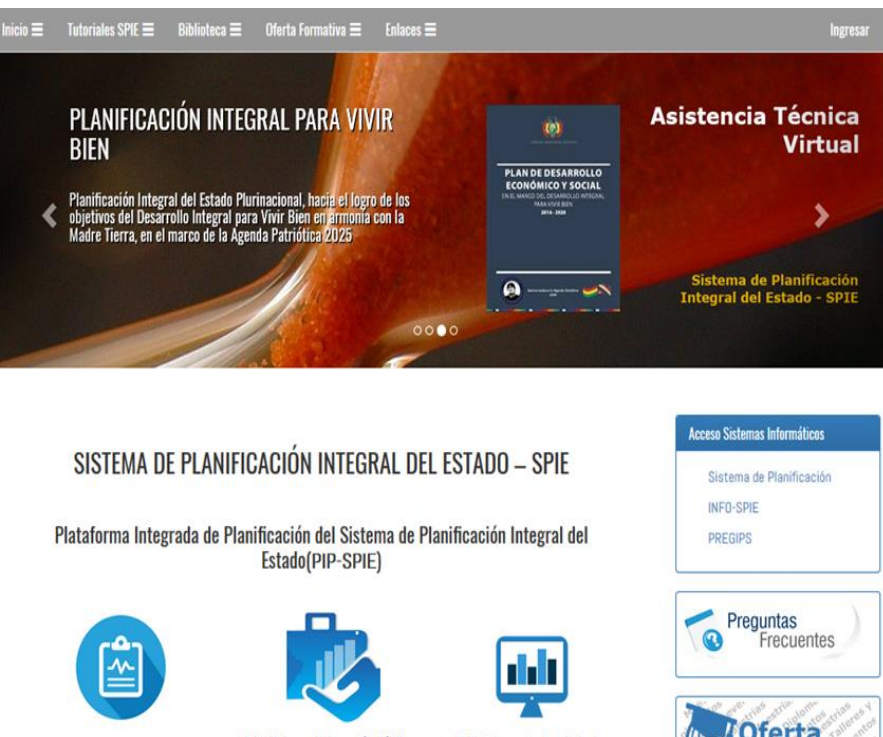 Inicio
Tutoriales SPIE
Biblioteca
Oferta Formativa
Enlaces
Ingresar
PLANIFICACIÓN INTEGRAL PARA VIVIR
BIEN
Planificación Integral del Estado Plurinacional, hacia el logro de los
objetivos del Desarrollo Integral para Vivir Bien en armonía con la
Madre Tierra, en el marco de la Agenda Patriótica 2025
PLAN DE DESARROLLO
ECONÓMICO Y SOCIAL
EN EL MARCO DEL DESARROLLO INTEGRAL
PARA VIVIR BIEN
2016 - 2020
Asistencia Técnica
Virtual
Sistema de Planificación
Integral del Estado - SPIE
SISTEMA DE PLANIFICACIÓN INTEGRAL DEL ESTADO – SPIE
Plataforma Integrada de Planificación del Sistema de Planificación Integral del
Estado(PIP-SPIE)
Acceso Sistemas Informáticos
Sistema de Planificación
INFO-SPIE
PREGIPS
Preguntas
Frecuentes
Oferta